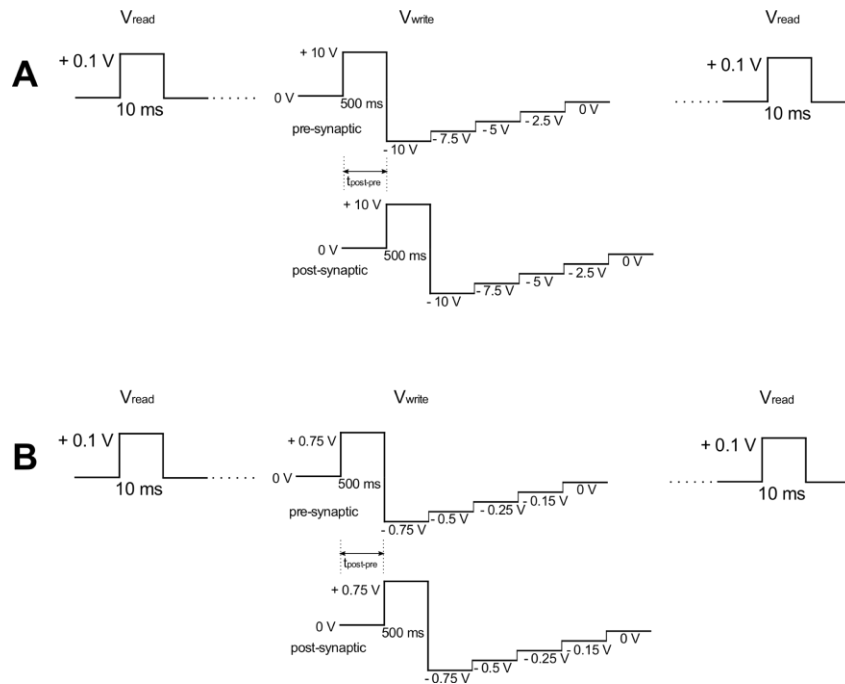 Vread Vwrite Vread
A
+ 0.1 V
10 ms
+ 10 V
0 V
500 ms
pre-synaptic
- 10 V
- 7.5 V
- 5 V
- 2.5 V
0 V
+ 0.1 V
10 ms
tpost-pre
+ 10 V
0 V
500 ms
post-synaptic
- 10 V
- 7.5 V
- 5 V
- 2.5 V
0 V
Vread Vwrite Vread
B
+ 0.1 V
10 ms
+ 0.75 V
0 V
500 ms
pre-synaptic
- 0.75 V
- 0.5 V
- 0.25 V
- 0.15 V
0 V
+ 0.1 V
10 ms
tpost-pre
+ 0.75 V
0 V
500 ms
post-synaptic
- 0.75 V
- 0.5 V
- 0.25 V
- 0.15 V
0 V